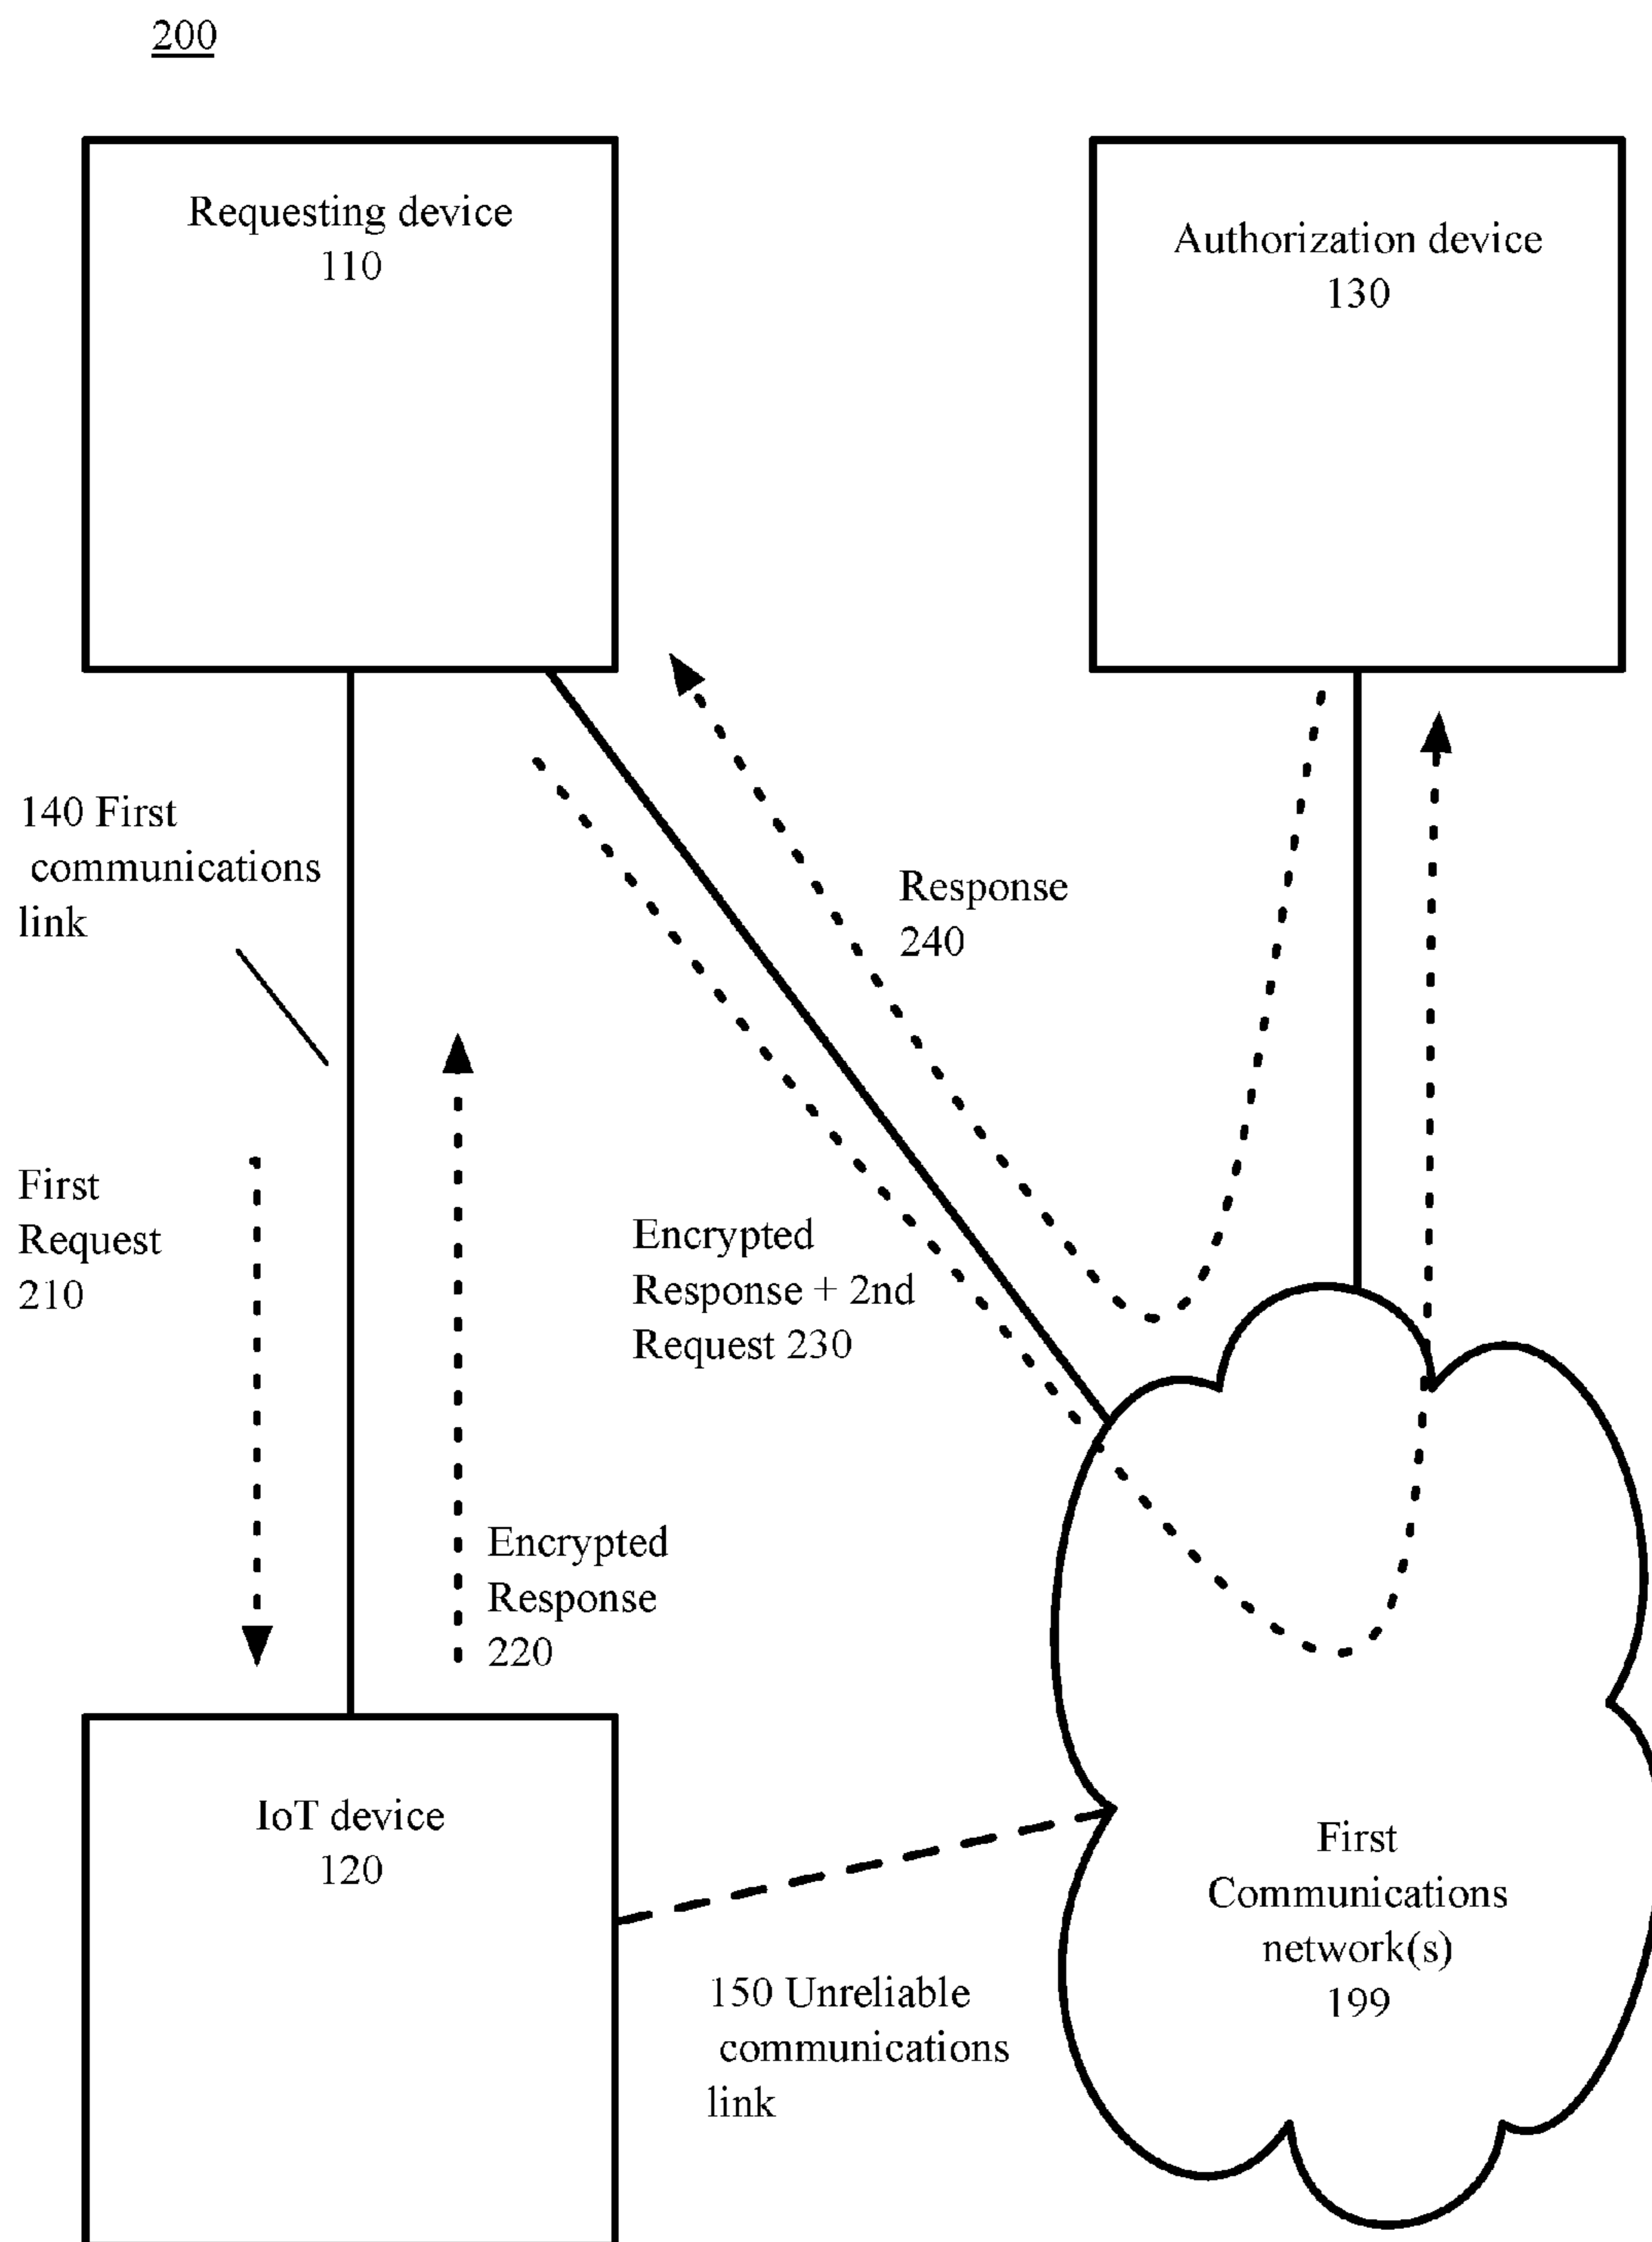 200
Requesting device
110
Authorization device
130
140 First
communications
link
Response
240
First
Request
210
Encrypted
Response + 2nd
Request 230
Encrypted
Response
220
IoT device
120
First
Communications
network(s)
199
150 Unreliable
communications
link